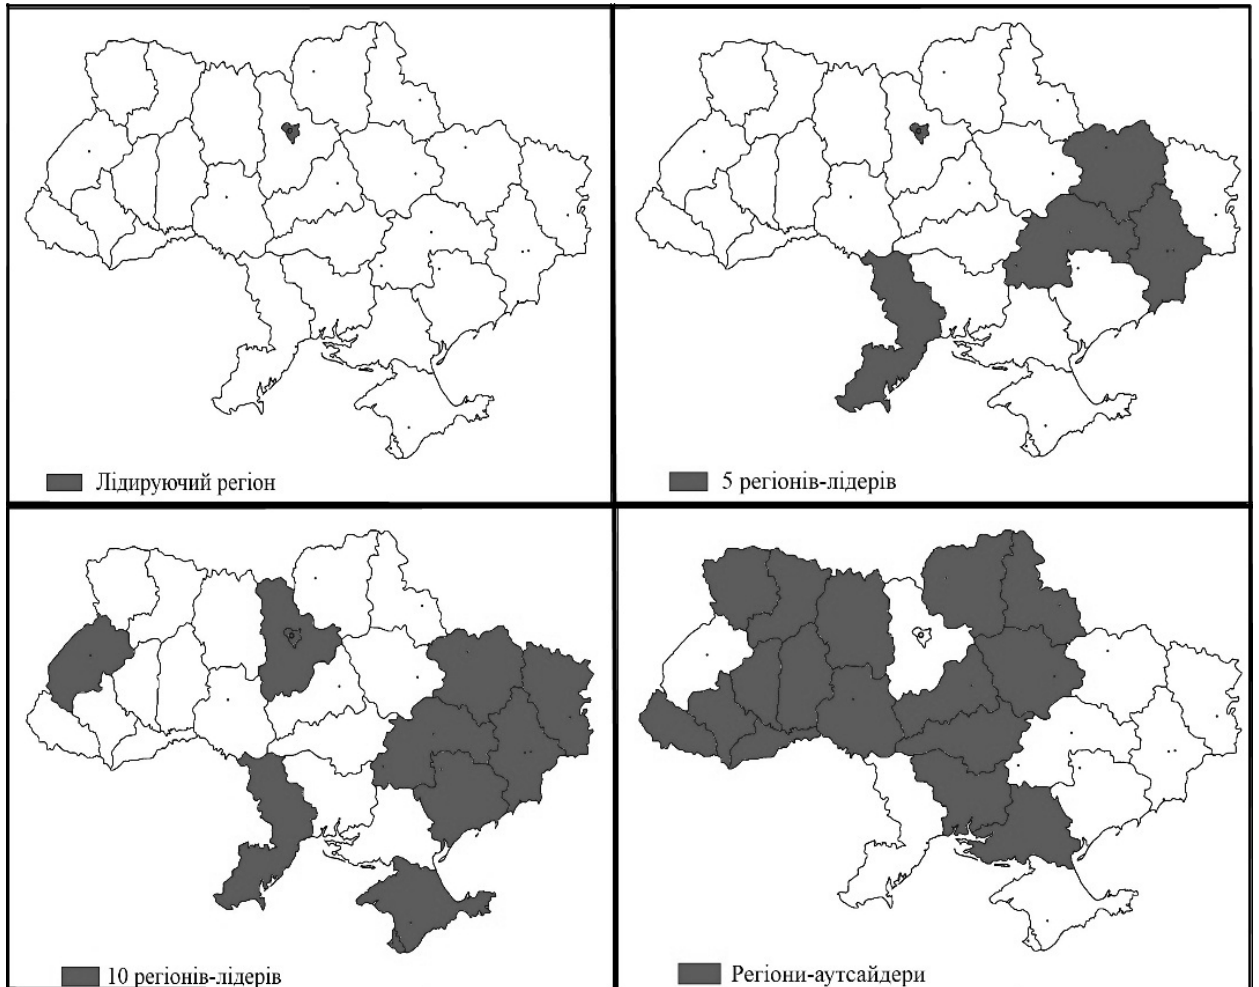 Лідируючий регіон
5 регіонів-лідерів
10 регіонів-лідерів
Регіони-аутсайдери